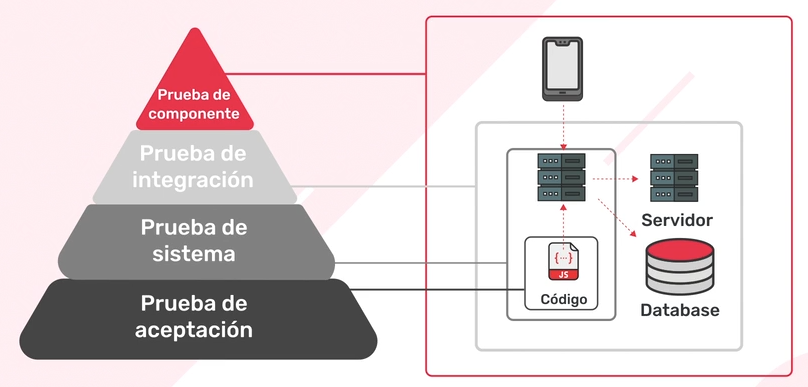 Prueba de
componente
Prueba de
integración
Prueba de
sistema
Prueba de
aceptación
Servidor
{...}
JS
Código
Database